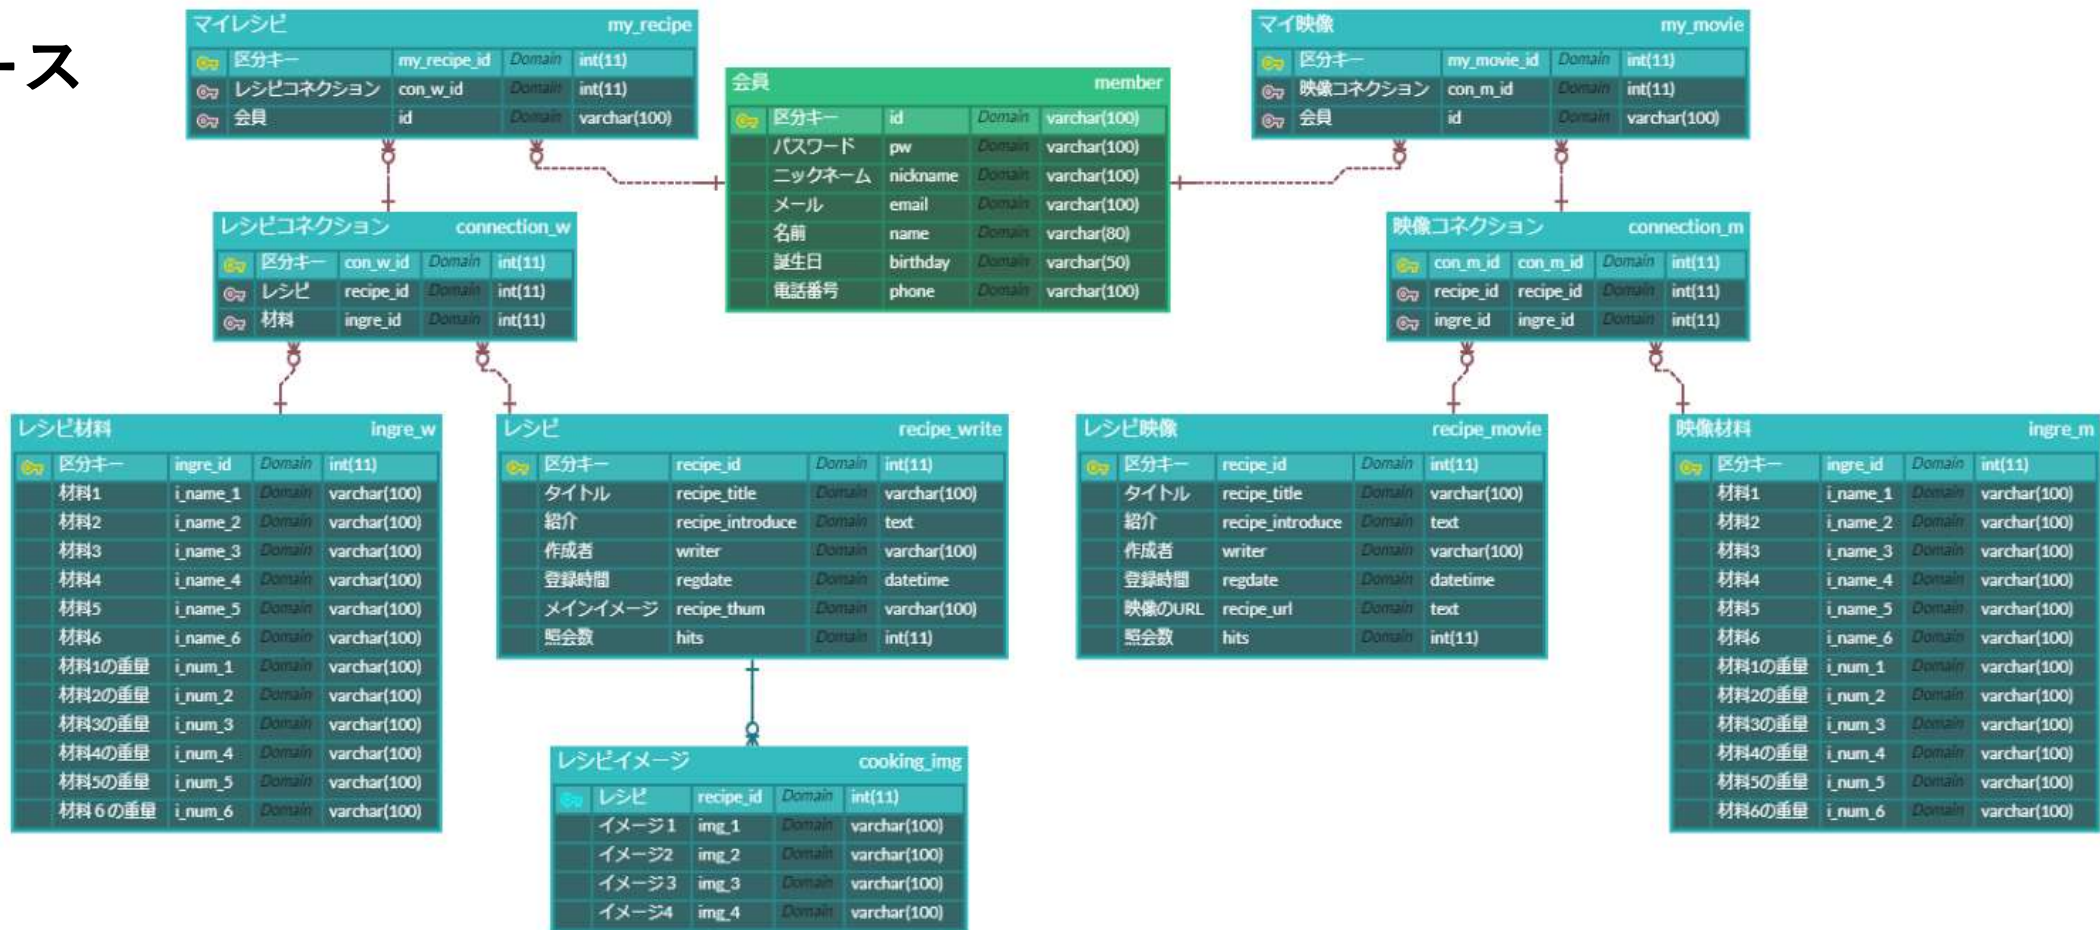 ース
マイレシピ my_recipe
区分キー my_recipe_id Domain int(11)
レシピコネクション con_w_id Domain int(11)
会員 id Domain varchar(100)
会員 member
区分キー id Domain varchar(100)
パスワード pw Domain varchar(100)
ニックネーム nickname Domain varchar(100)
メール email Domain varchar(100)
名前 name Domain varchar(80)
誕生日 birthday Domain varchar(50)
電話番号 phone Domain varchar(100)
マイ映像 my_movie
区分キー my_movie_id Domain int(11)
映像コネクション con_m_id Domain int(11)
会員 id Domain varchar(100)
レシピコネクション connection_w
区分キー con_w_id Domain int(11)
レシピ recipe_id Domain int(11)
材料 ingre_id Domain int(11)
映像コネクション connection_m
con_m_id con_m_id Domain int(11)
recipe_id recipe_id Domain int(11)
ingre_id ingre_id Domain int(11)
レシピ材料 ingre_w
区分キー ingre_id Domain int(11)
材料1 i_name_1 Domain varchar(100)
材料2 i_name_2 Domain varchar(100)
材料3 i_name_3 Domain varchar(100)
材料4 i_name_4 Domain varchar(100)
材料5 i_name_5 Domain varchar(100)
材料6 i_name_6 Domain varchar(100)
材料1の重量 i_num_1 Domain varchar(100)
材料2の重量 i_num_2 Domain varchar(100)
材料3の重量 i_num_3 Domain varchar(100)
材料4の重量 i_num_4 Domain varchar(100)
材料5の重量 i_num_5 Domain varchar(100)
材料６の重量 i_num_6 Domain varchar(100)
レシピ recipe_write
区分キー recipe_id Domain int(11)
タイトル recipe_title Domain varchar(100)
紹介 recipe_introduce Domain text
作成者 writer Domain varchar(100)
登録時間 regdate Domain datetime
メインイメージ recipe_thum Domain varchar(100)
照会数 hits Domain int(11)
レシピ映像 recipe_movie
区分キー recipe_id Domain int(11)
タイトル recipe_title Domain varchar(100)
紹介 recipe_introduce Domain text
作成者 writer Domain varchar(100)
登録時間 regdate Domain datetime
映像のURL recipe_url Domain text
照会数 hits Domain int(11)
映像材料 ingre_m
区分キー ingre_id Domain int(11)
材料1 i_name_1 Domain varchar(100)
材料2 i_name_2 Domain varchar(100)
材料3 i_name_3 Domain varchar(100)
材料4 i_name_4 Domain varchar(100)
材料5 i_name_5 Domain varchar(100)
材料6 i_name_6 Domain varchar(100)
材料1の重量 i_num_1 Domain varchar(100)
材料2の重量 i_num_2 Domain varchar(100)
材料3の重量 i_num_3 Domain varchar(100)
材料4の重量 i_num_4 Domain varchar(100)
材料5の重量 i_num_5 Domain varchar(100)
材料6の重量 i_num_6 Domain varchar(100)
レシピイメージ cooking_img
レシピ recipe_id Domain int(11)
イメージ1 img_1 Domain varchar(100)
イメージ2 img_2 Domain varchar(100)
イメージ3 img_3 Domain varchar(100)
イメージ4 img_4 Domain varchar(100)